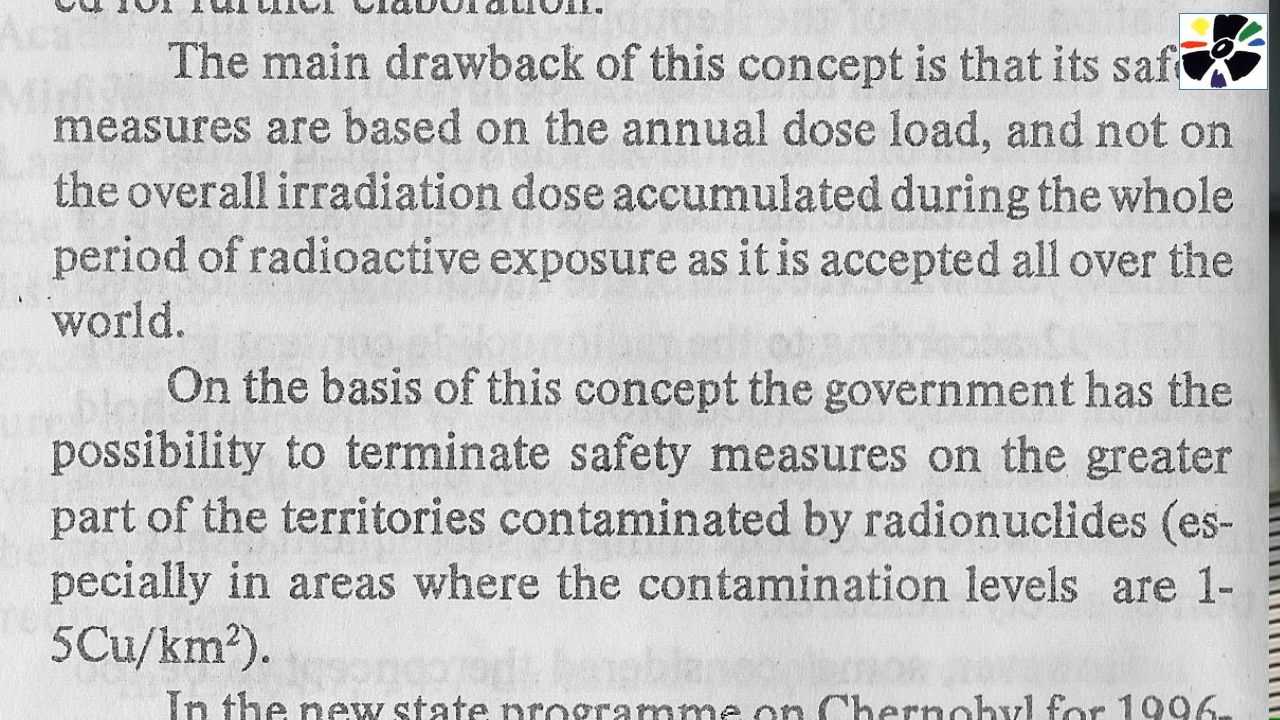 ed for further elaboration.
The main drawback of this concept is that its
measures are based on the annual dose load, and not on
the overall irradiation dose accumulated during the whole
period of radioactive exposure as it is accepted all over the
world.
On the basis of this concept the government has the
possibility to terminate safety measures on the greater
part of the territories contaminated by radionuclides (es-
pecially in areas where the contamination levels are 1-
5Cu/km²).
In the new state programme on Chernobyl for 1996-